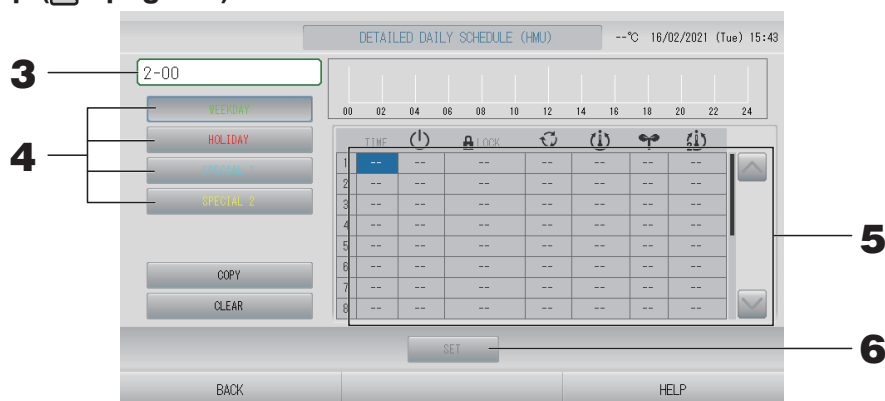 DETAILED DAILY SCHEDULE (HMU) --℃ 16/02/2021 (Tue) 15:43
3 2-00
4
WEEKDAY
HOLIDAY
SPECIAL 1
SPECIAL 2
COPY
CLEAR
00 02 04 06 08 10 12 14 16 18 20 22 24
TIME LOCK
1 -- -- -- -- -- -- --
2 -- -- -- -- -- -- --
3 -- -- -- -- -- -- --
4 -- -- -- -- -- -- --
5 -- -- -- -- -- -- --
6 -- -- -- -- -- -- --
7 -- -- -- -- -- -- --
8 -- -- -- -- -- -- --
5
SET 6
BACK HELP